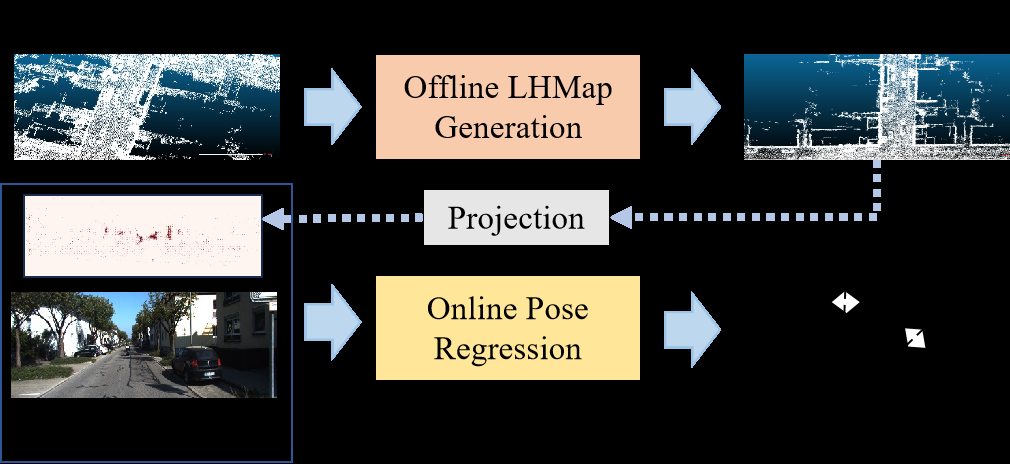 Offline LHMap
Generation
Projection
Online Pose
Regression